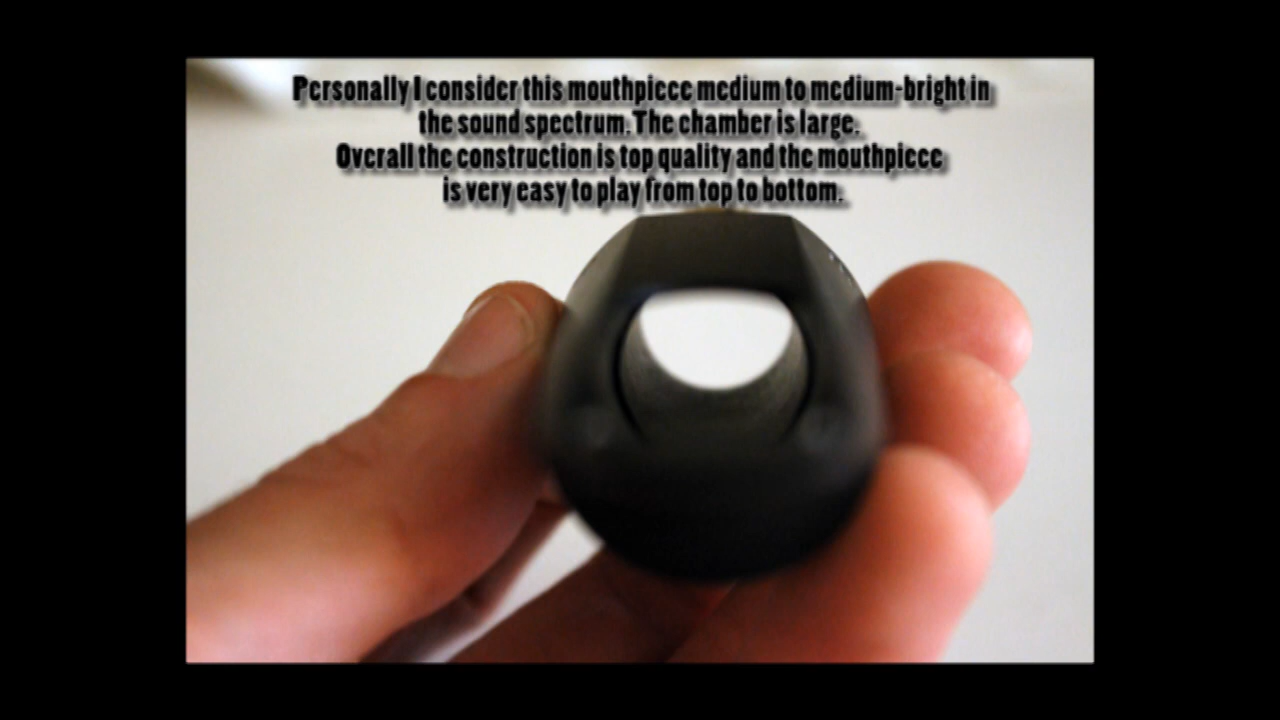 Personally I consider this mouthpiece medium to medium-bright in
the sound spectrum. The chamber is large.
Overall the construction is top quality and the mouthpiece
is very easy to play from top to bottom.